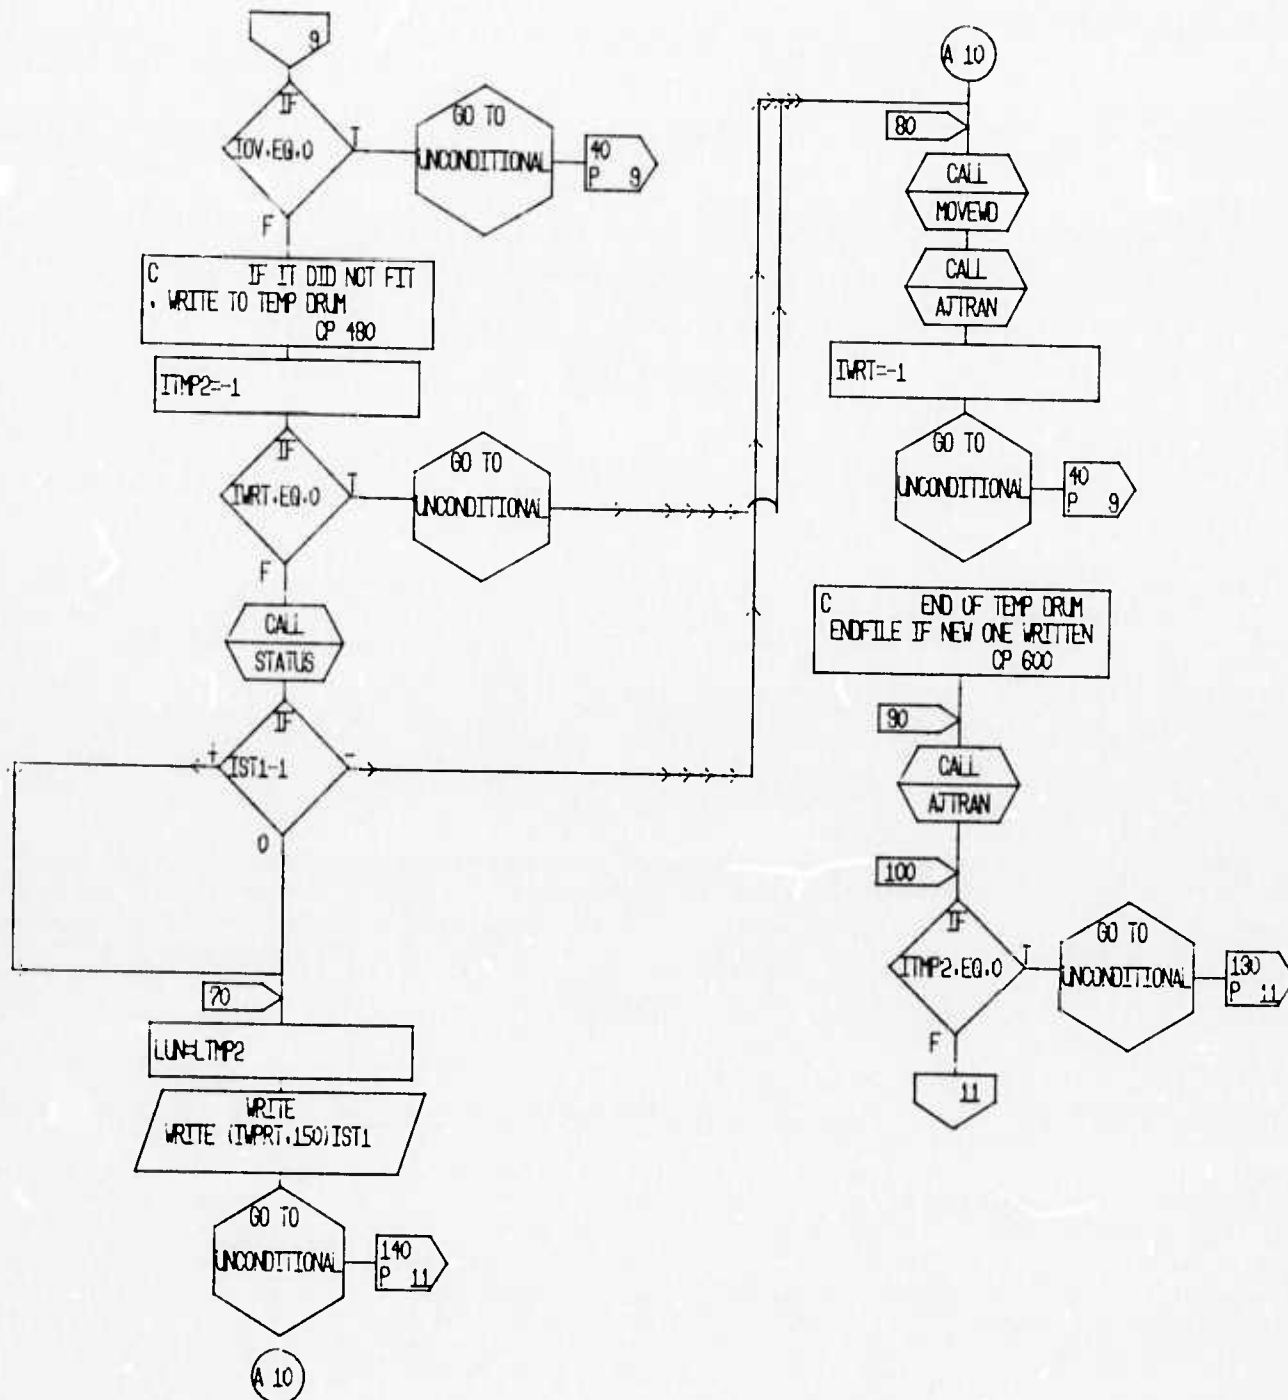 9
IF
IOV.EQ.0
T
F
GO TO
UNCONDITIONAL
40
P 9
C IF IT DID NOT FIT
. WRITE TO TEMP DRUM
CP 480
ITMP2=-1
IF
IWRT.EQ.0
T
F
GO TO
UNCONDITIONAL
CALL
STATUS
IF
+
IST1-1
-
0
70
LUN=LTMP2
WRITE
WRITE (IWPRT.150)IST1
GO TO
UNCONDITIONAL
140
P 11
A 10
A 10
80
CALL
MOVEWD
CALL
AJTRAN
IWRT=-1
GO TO
UNCONDITIONAL
40
P 9
C END OF TEMP DRUM
ENDFILE IF NEW ONE WRITTEN
CP 600
90
CALL
AJTRAN
100
IF
ITMP2.EQ.0
T
F
GO TO
UNCONDITIONAL
130
P 11
11